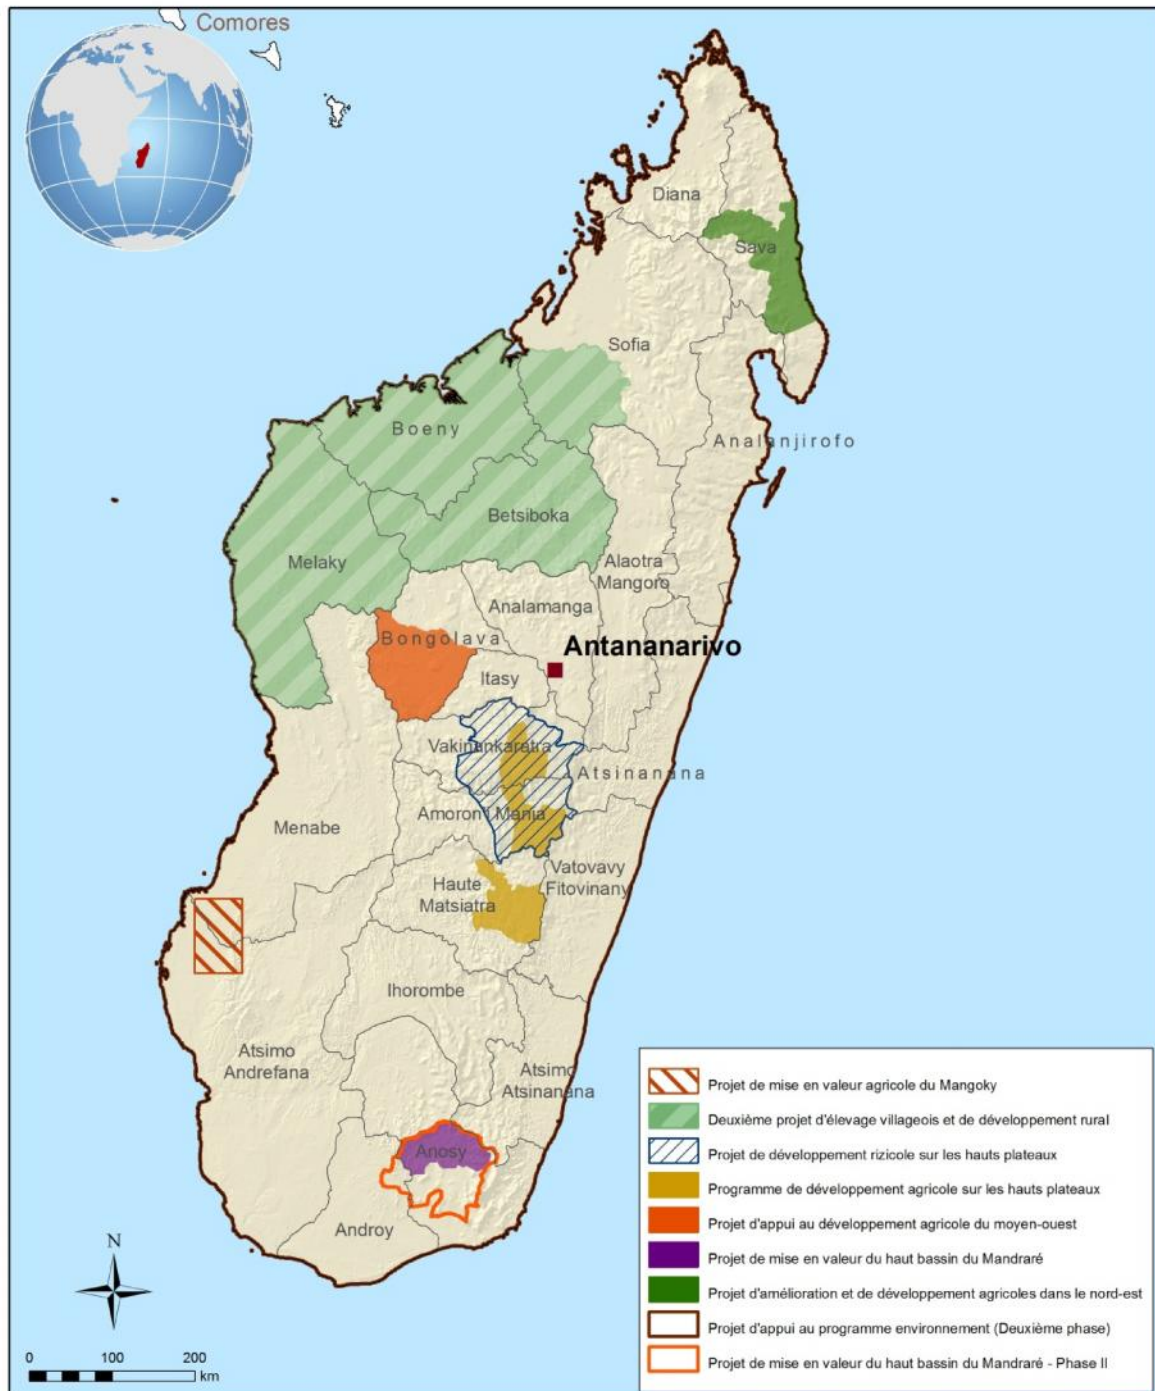 Comores
Diana
Sava
Sofia
Analanjirofo
Boeny
Betsiboka
Melaky
Alaotra
Mangoro
Analamanga
Bongolava
Antananarivo
Itasy
Vakinankaratra
Atsinanana
Amoron'i Mania
Menabe
Vatovavy
Fitovinany
Haute
Matsiatra
Ihorombe
Atsimo
Andrefana
Atsimo
Atsinanana
Anosy
Androy
N
0 100 200
km
Projet de mise en valeur agricole du Mangoky
Deuxième projet d'élevage villageois et de développement rural
Projet de développement rizicole sur les hauts plateaux
Programme de développement agricole sur les hauts plateaux
Projet d'appui au développement agricole du moyen-ouest
Projet de mise en valeur du haut bassin du Mandraré
Projet d'amélioration et de développement agricoles dans le nord-est
Projet d'appui au programme environnement (Deuxième phase)
Projet de mise en valeur du haut bassin du Mandraré - Phase II